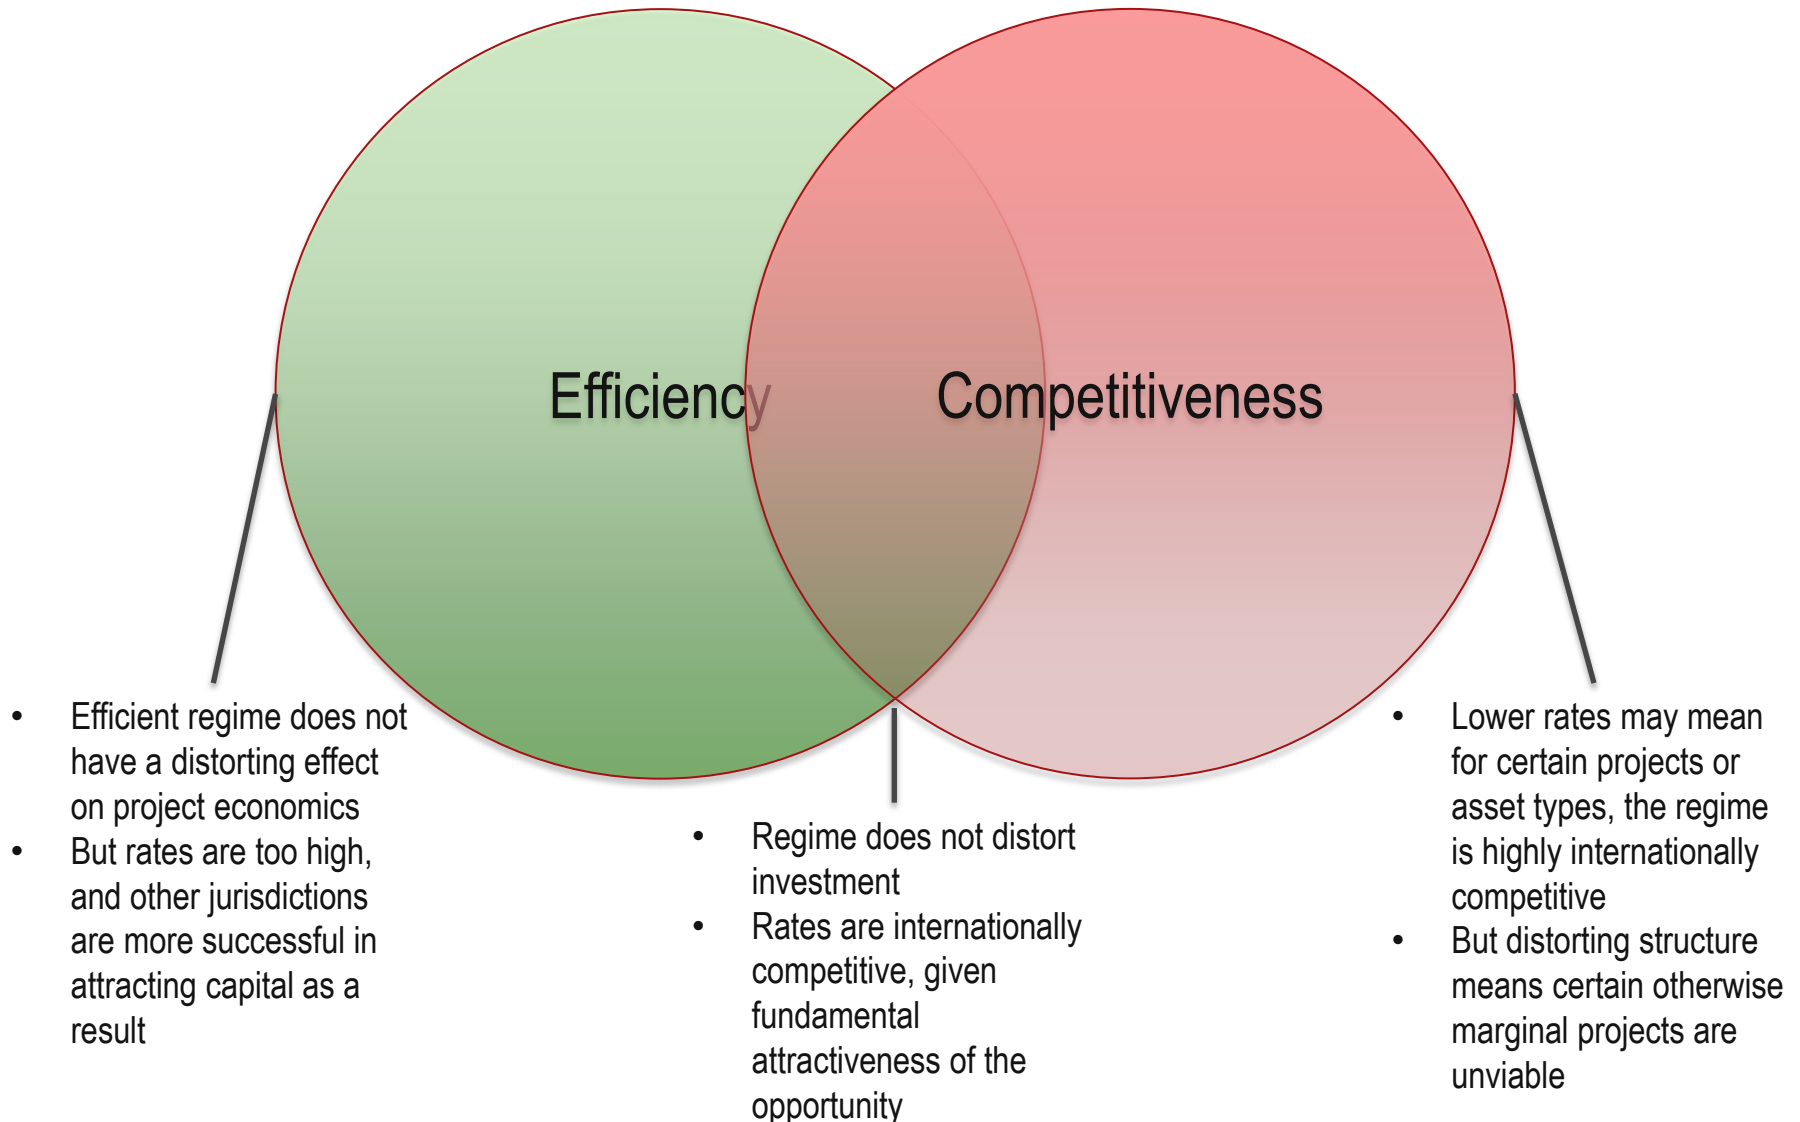 Efficiency
Competitiveness
• Efficient regime does not
have a distorting effect
on project economics
• But rates are too high,
and other jurisdictions
are more successful in
attracting capital as a
result
• Regime does not distort
investment
• Rates are internationally
competitive, given
fundamental
attractiveness of the
opportunity
• Lower rates may mean
for certain projects or
asset types, the regime
is highly internationally
competitive
• But distorting structure
means certain otherwise
marginal projects are
unviable